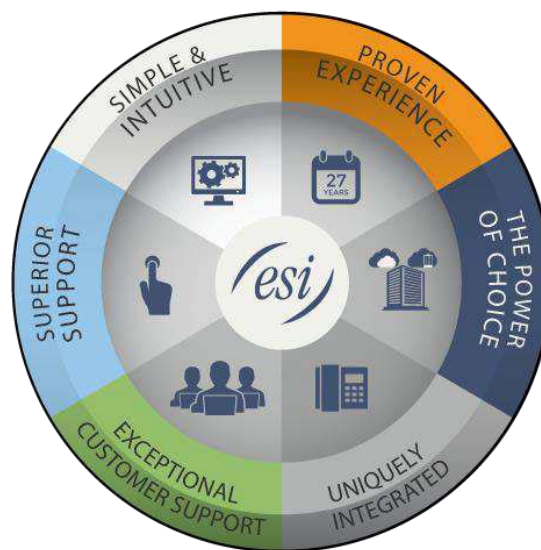 SIMPLE &
INTUITIVE
PROVEN
EXPERIENCE
27
YEARS
THE POWER
OF CHOICE
SUPERIOR
SUPPORT
esi
EXCEPTIONAL
CUSTOMER SUPPORT
UNIQUELY
INTEGRATED